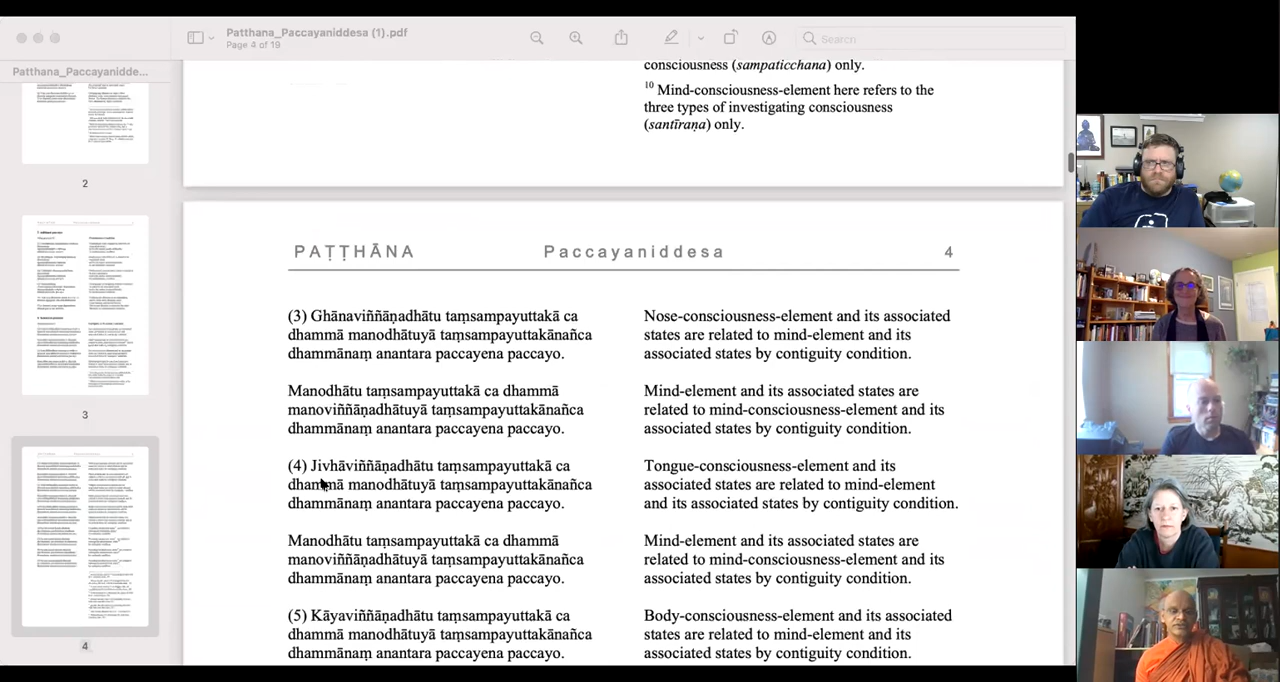 Patthana_Paccayaniddesa (1).pdf
Page 4 of 19
Search
Patthana_Paccayanidde...
2
3
4
consciousness (sampaṭicchana) only.
10 Mind-consciousness-element here refers to the
three types of investigating consciousness
(santīraṇa) only.
PAṬṬHĀNA Paccayaniddesa 4
(3) Ghānaviññāṇadhātu taṃsampayuttakā ca
dhammā manodhātuyā taṃsampayuttakānañca
dhammānaṃ anantara paccayena paccayo.
Nose-consciousness-element and its associated
states are related to mind-element and its
associated states by contiguity condition.
Manodhātu taṃsampayuttakā ca dhammā
manoviññāṇadhātuyā taṃsampayuttakānañca
dhammānaṃ anantara paccayena paccayo.
Mind-element and its associated states are
related to mind-consciousness-element and its
associated states by contiguity condition.
(4) Jivhāviññāṇadhātu taṃsampayuttakā ca
dhammā manodhātuyā taṃsampayuttakānañca
dhammānaṃ anantara paccayena paccayo.
Tongue-consciousness-element and its
associated states are related to mind-element
and its associated states by contiguity condition.
Manodhātu taṃsampayuttakā ca dhammā
manoviññāṇadhātuyā taṃsampayuttakānañca
dhammānaṃ anantara paccayena paccayo.
Mind-element and its associated states are
related to mind-consciousness-element and its
associated states by contiguity condition.
(5) Kāyaviññāṇadhātu taṃsampayuttakā ca
dhammā manodhātuyā taṃsampayuttakānañca
dhammānaṃ anantara paccayena paccayo.
Body-consciousness-element and its associated
states are related to mind-element and its
associated states by contiguity condition.